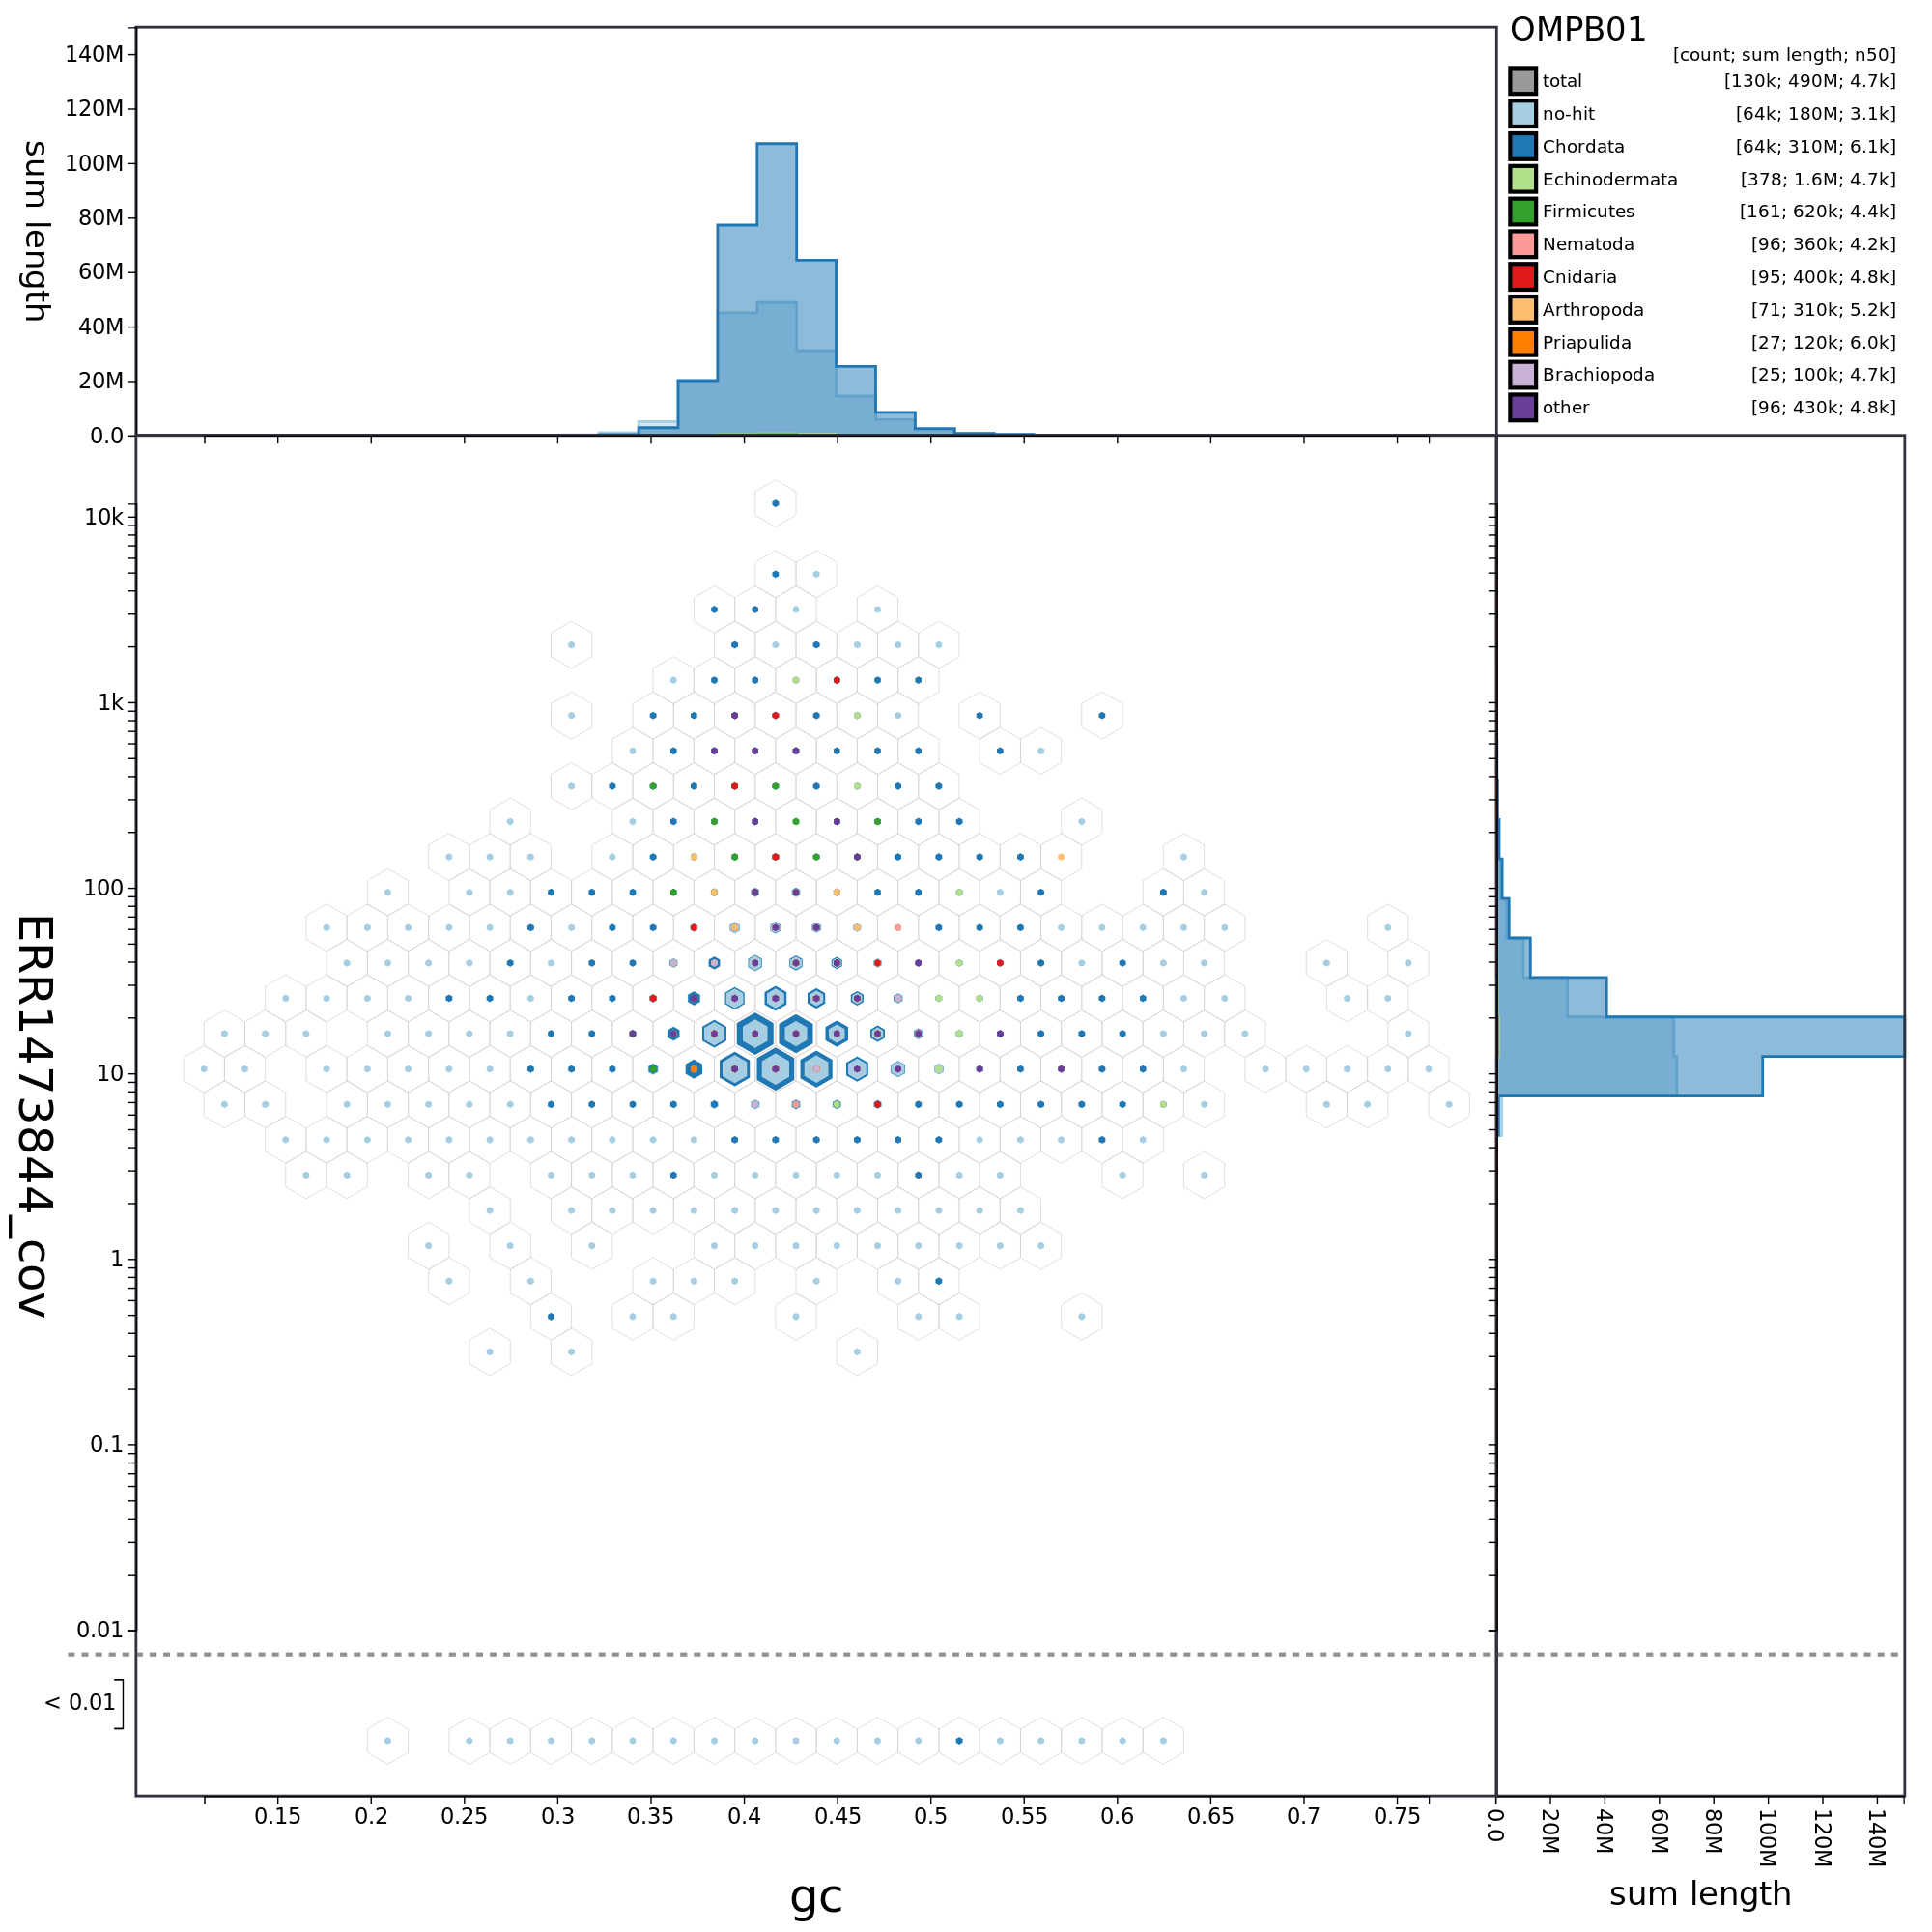 OMPB01
[count; sum length; n50]
total [130k; 490M; 4.7k]
no-hit [64k; 180M; 3.1k]
Chordata [64k; 310M; 6.1k]
Echinodermata [378; 1.6M; 4.7k]
Firmicutes [161; 620k; 4.4k]
Nematoda [96; 360k; 4.2k]
Cnidaria [95; 400k; 4.8k]
Arthropoda [71; 310k; 5.2k]
Priapulida [27; 120k; 6.0k]
Brachiopoda [25; 100k; 4.7k]
other [96; 430k; 4.8k]
sum length
140M
120M
100M
80M
60M
40M
20M
0.0
ERR1473844_cov
10k
1k
100
10
1
0.1
0.01
< 0.01
0.15 0.2 0.25 0.3 0.35 0.4 0.45 0.5 0.55 0.6 0.65 0.7 0.75
gc
0.0 20M 40M 60M 80M 100M 120M 140M
sum length